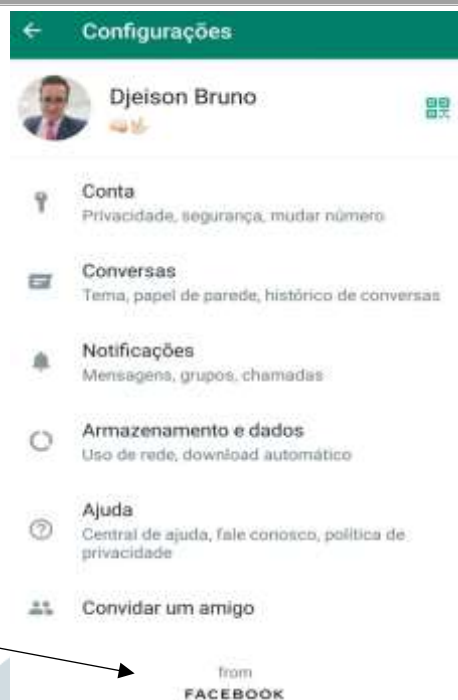 Configurações
Djeison Bruno
Conta
Privacidade, segurança, mudar número
Conversas
Tema, papel de parede, histórico de conversas
Notificações
Mensagens, grupos, chamadas
Armazenamento e dados
Uso de rede, download automático
Ajuda
Central de ajuda, fale conosco, política de
privacidade
Convidar um amigo
from
FACEBOOK